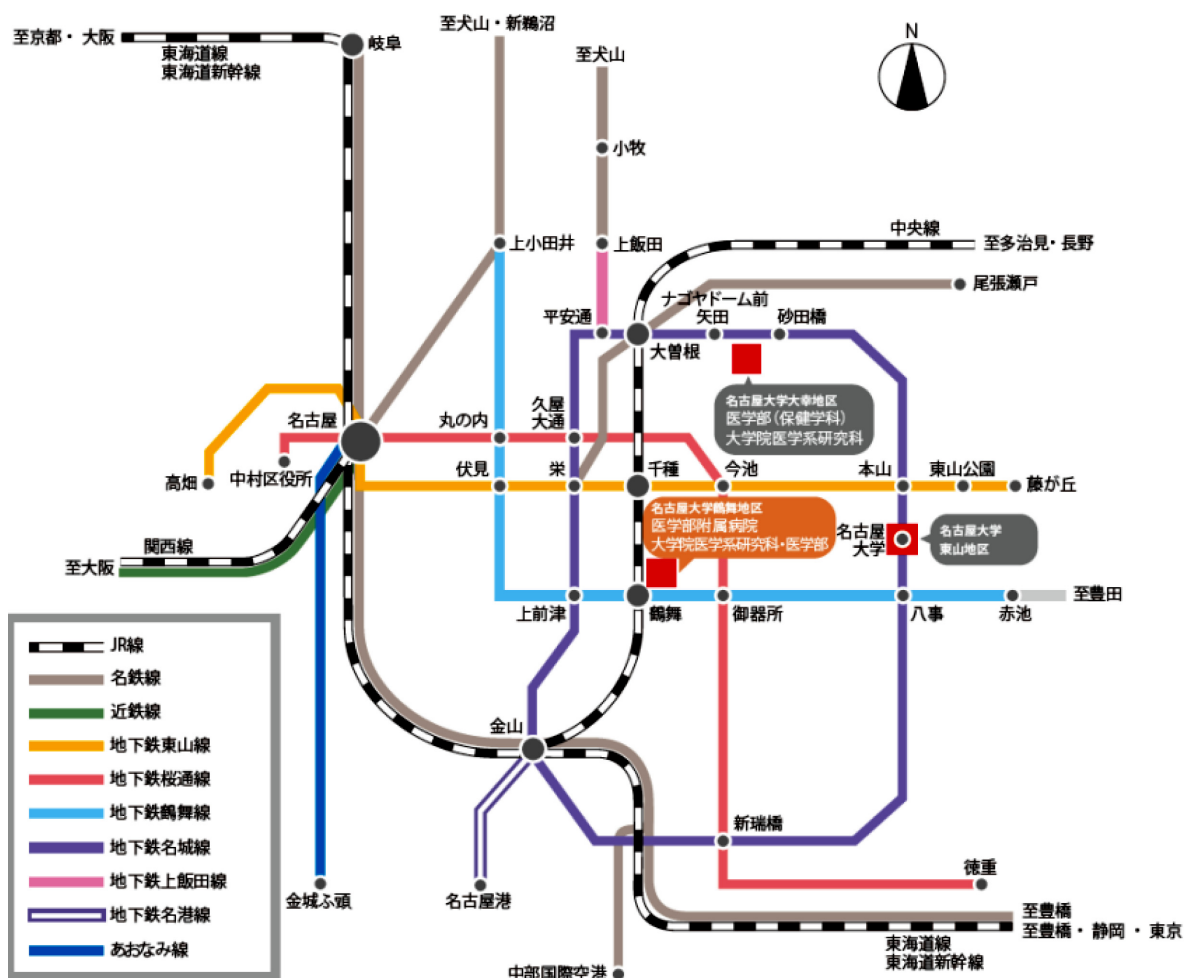 至犬山・新鵜沼
至京都・大阪
岐阜
東海道線
東海道新幹線
至犬山
N
小牧
上小田井
上飯田
中央線
至多治見・長野
尾張瀬戸
平安通
ナゴヤドーム前
矢田
砂田橋
大曽根
名古屋大学大幸地区
医学部(保健学科)
大学院医学系研究科
名古屋
丸の内
久屋
大通
高畑
中村区役所
伏見
栄
千種
今池
本山
東山公園
藤が丘
名古屋大学鶴舞地区
医学部附属病院
大学院医学系研究科・医学部
名古屋
大学
名古屋大学
東山地区
関西線
至大阪
上前津
鶴舞
御器所
八事
赤池
至豊田
JR線
名鉄線
近鉄線
地下鉄東山線
地下鉄桜通線
地下鉄鶴舞線
地下鉄名城線
地下鉄上飯田線
地下鉄名港線
あおなみ線
金山
新瑞橋
徳重
金城ふ頭
名古屋港
至豊橋
至豊橋・静岡・東京
東海道線
東海道新幹線
中部国際空港